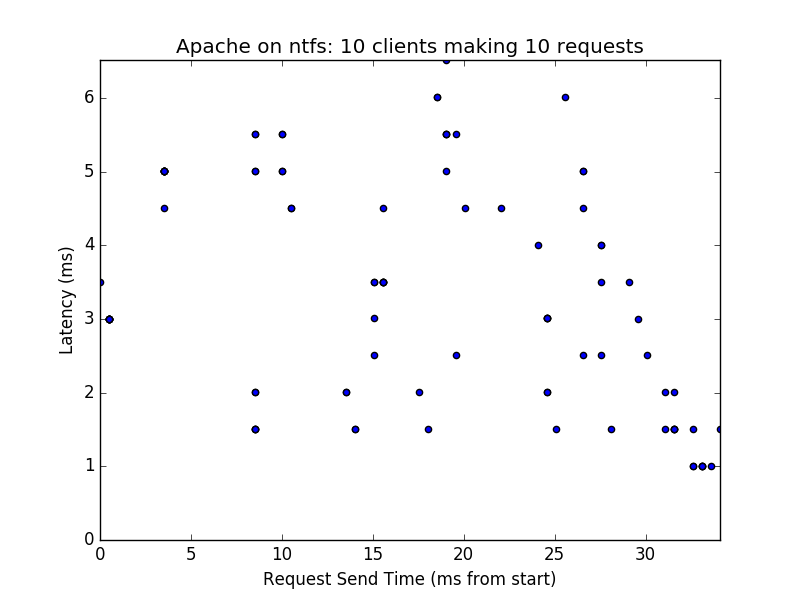 Apache on ntfs: 10 clients making 10 requests
6
5
4
3
2
1
0
Latency (ms)
0 5 10 15 20 25 30
Request Send Time (ms from start)